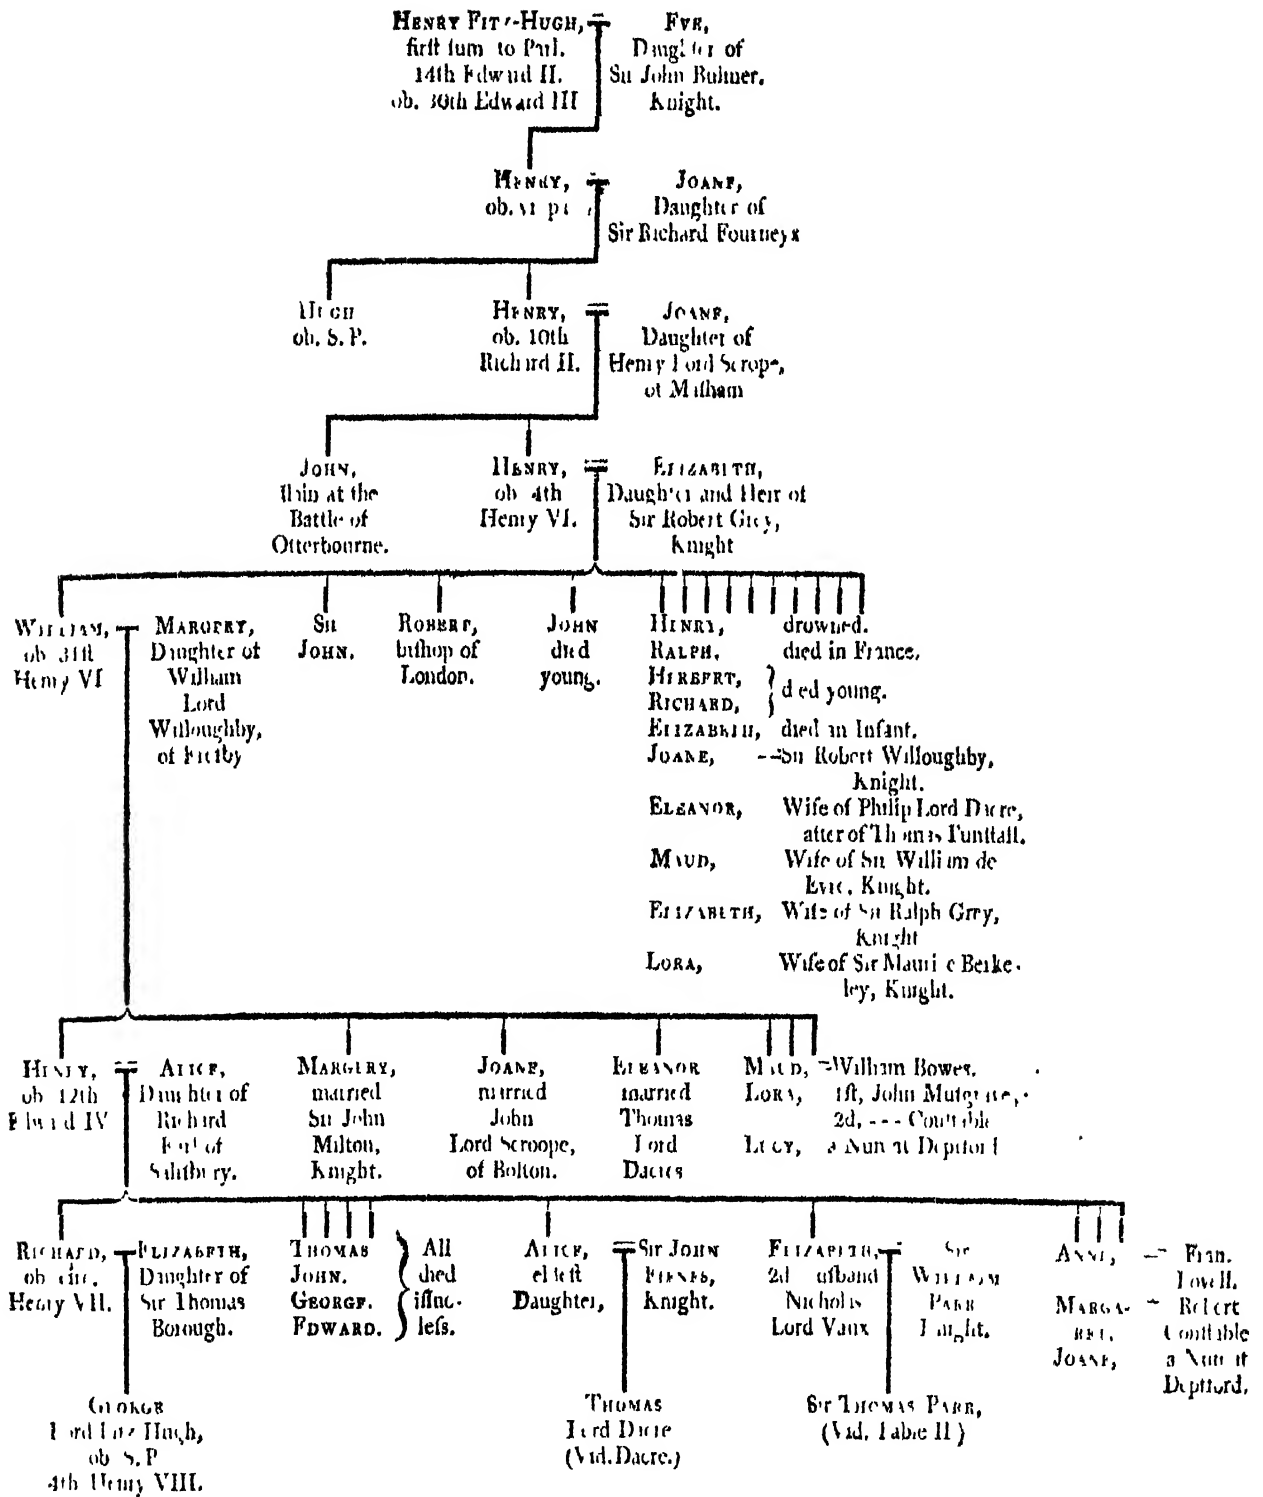 HENRY FITZ-HUGH,
first sum to Parl.
14th Edward II.
ob. 30th Edward III
EVE,
Daughter of
Sir John Bulmer,
Knight.
HENRY,
ob.
JOANE,
Daughter of
Sir Richard Fourneyx
HUGH
ob. S. P.
HENRY,
ob. 10th
Richard II.
JOANE,
Daughter of
Henry Lord Scrope,
of Masham
JOHN,
slain at the
Battle of
Otterbourne.
HENRY,
ob 4th
Henry VI.
ELIZABETH,
Daughter and Heir of
Sir Robert Grey,
Knight
WILLIAM,
ob 31st
Henry VI
MARGERY,
Daughter of
William
Lord
Willoughby,
of
Sir
JOHN.
ROBERT,
bishop of
London.
JOHN
died
young.
HENRY, drowned.
RALPH, died in France.
HERBERT,
RICHARD,
died young.
ELIZABETH, died an Infant.
JOANE, --Sir Robert Willoughby,
Knight.
ELEANOR, Wife of Philip Lord Dacre,
after of Thomas Tunstall.
MAUD, Wife of Sir William de
Evre, Knight.
ELIZABETH, Wife of Sir Ralph Grey,
Knight
LORA, Wife of Sir Maurice Berke-
ley, Knight.
HENRY,
ob 12th
Edward IV
ALICE,
Daughter of
Richard
Earl of
Salisbury.
MARGERY,
married
Sir John
Milton,
Knight.
JOANE,
married
John
Lord Scroope,
of Bolton.
ELEANOR
married
Thomas
Lord
Dacres
MAUD, =William Bowes.
LORA, 1st, John Musgrave,
2d, --- Constable
LUCY, a Nun at Deptford
RICHARD,
ob
Henry VII.
ELIZABETH,
Daughter of
Sir Thomas
Borough.
THOMAS
JOHN.
GEORGE.
EDWARD.
All
died
issue-
less.
ALICE,
eldest
Daughter,
Sir JOHN
FIENES,
Knight.
ELIZABETH,
2d husband
Nicholas
Lord Vaux
Sir
WILLIAM
PARR
Knight.
ANNE, -- Fran.
Lovell.
MARGA- - Robert
RET, Constable
JOANE, a Nun at
Deptford.
GEORGE
Lord Fitz Hugh,
ob S. P
4th Henry VIII.
THOMAS
Lord Dacre
(Vid. Dacre.)
Sir THOMAS PARR,
(Vid. Table II)